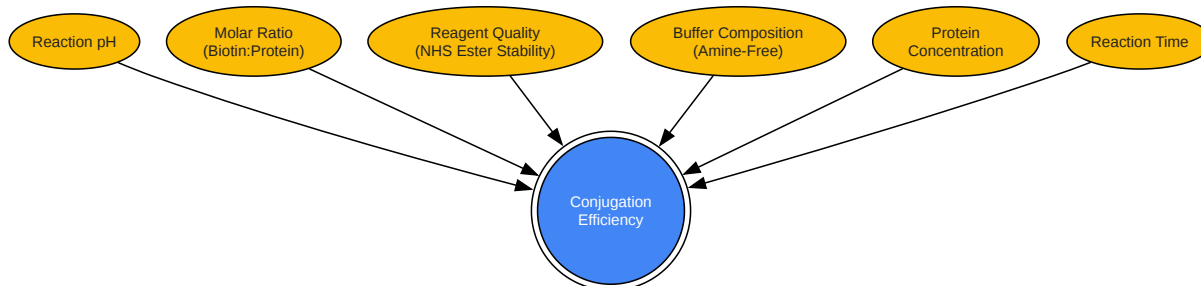 Reaction pH
Molar Ratio
(Biotin:Protein)
Reagent Quality
(NHS Ester Stability)
Buffer Composition
(Amine-Free)
Protein
Concentration
Reaction Time
Conjugation
Efficiency